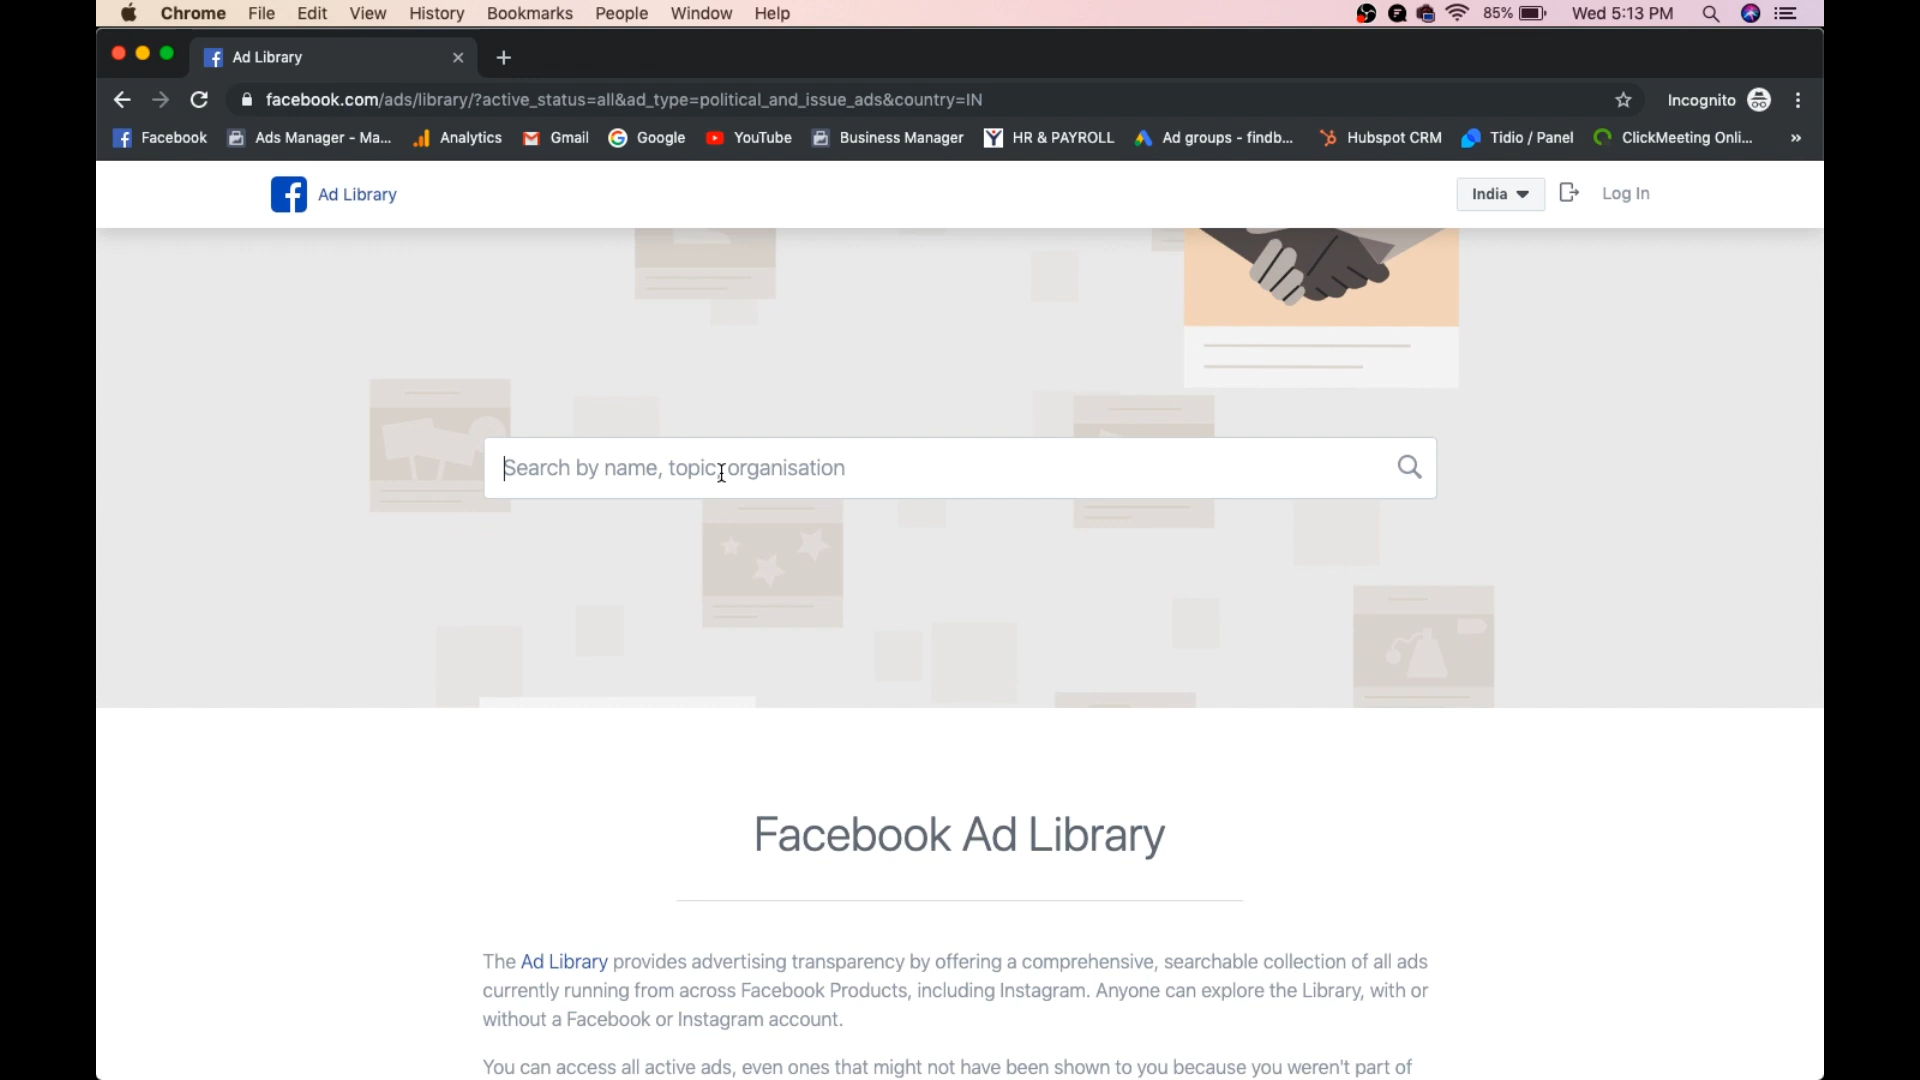 Chrome File Edit View History Bookmarks People Window Help 85% Wed 5:13 PM
Ad Library
facebook.com/ads/library/?active_status=all&ad_type=political_and_issue_ads&country=IN Incognito
Facebook Ads Manager - Ma... Analytics Gmail Google YouTube Business Manager HR & PAYROLL Ad groups - findb... Hubspot CRM Tidio / Panel ClickMeeting Onli... »
Ad Library India Log In
Search by name, topic, organisation
Facebook Ad Library
The Ad Library provides advertising transparency by offering a comprehensive, searchable collection of all ads
currently running from across Facebook Products, including Instagram. Anyone can explore the Library, with or
without a Facebook or Instagram account.
You can access all active ads, even ones that might not have been shown to you because you weren't part of